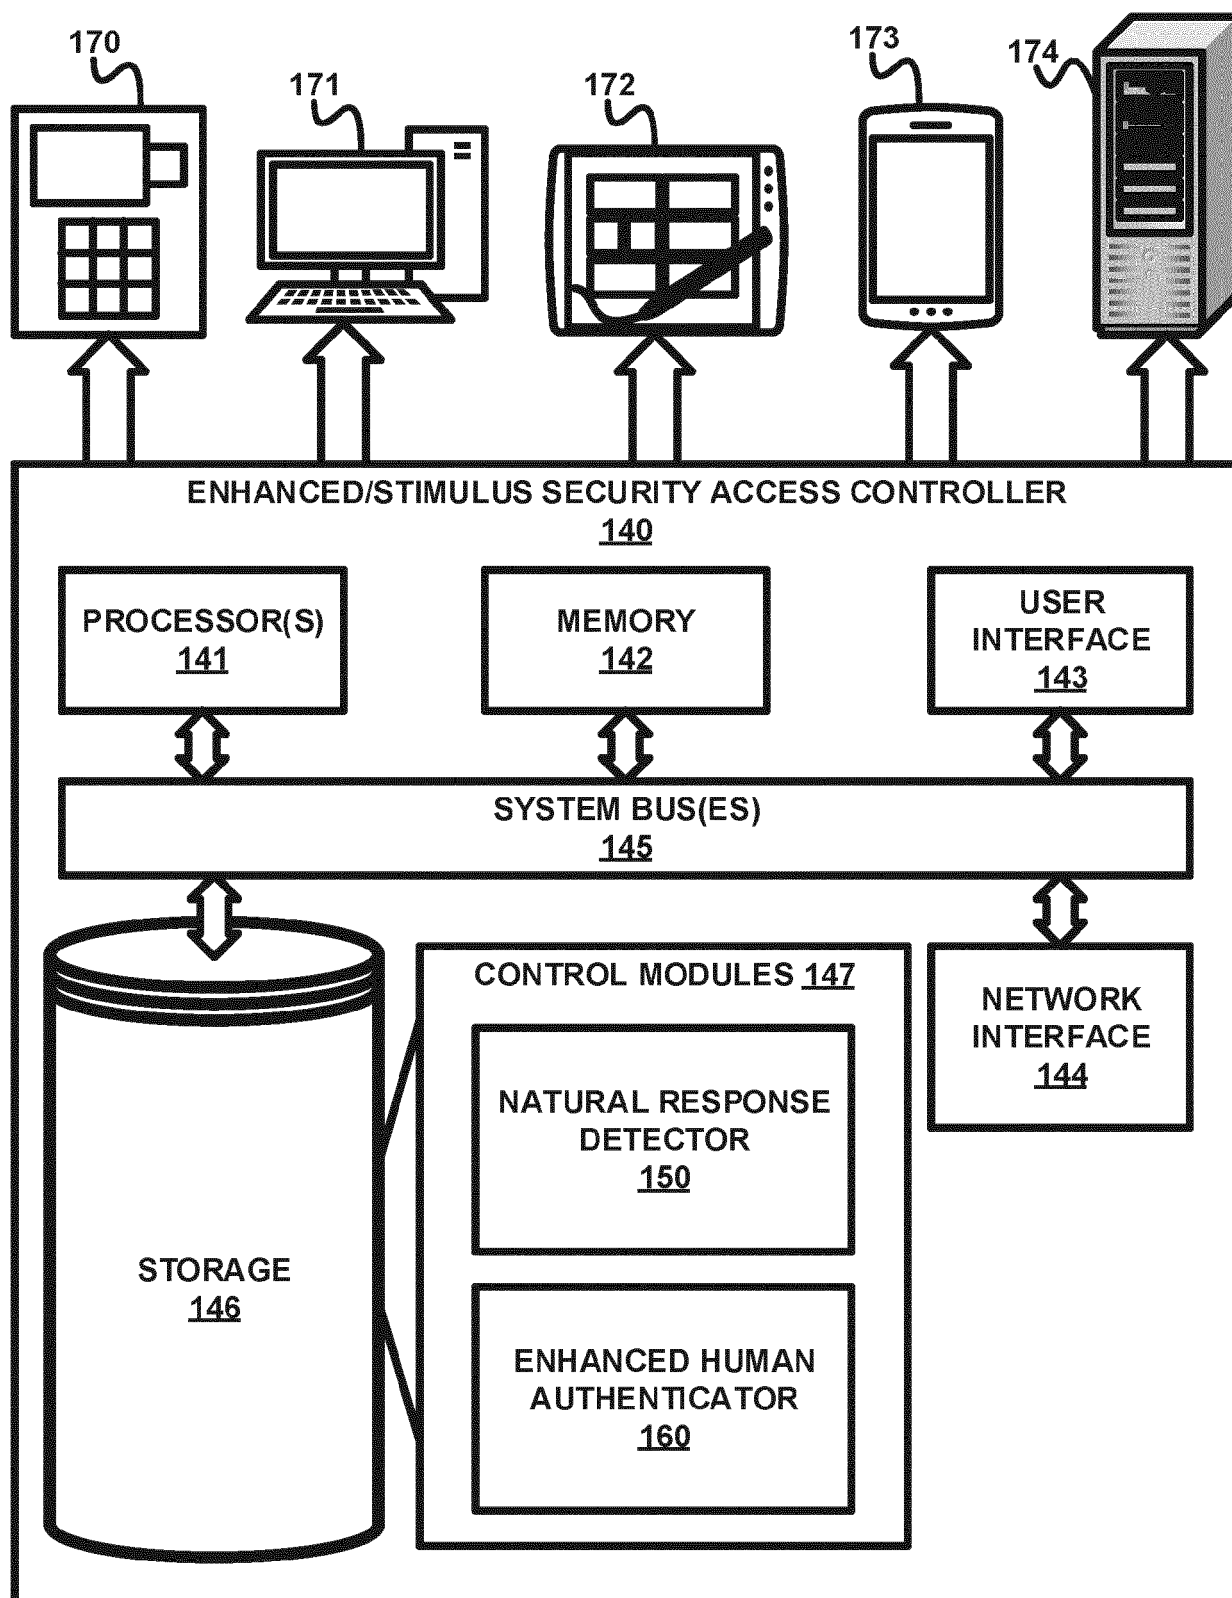 170
171
172
173
174
ENHANCED/STIMULUS SECURITY ACCESS CONTROLLER
140
PROCESSOR(S)
141
MEMORY
142
USER
INTERFACE
143
SYSTEM BUS(ES)
145
STORAGE
146
CONTROL MODULES 147
NATURAL RESPONSE
DETECTOR
150
ENHANCED HUMAN
AUTHENTICATOR
160
NETWORK
INTERFACE
144